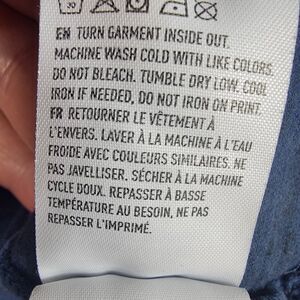 30
EN TURN GARMENT INSIDE OUT.
MACHINE WASH COLD WITH LIKE COLORS.
DO NOT BLEACH. TUMBLE DRY LOW. COOL
IRON IF NEEDED, DO NOT IRON ON PRINT.
FR RETOURNER LE VÊTEMENT À
L'ENVERS. LAVER À LA MACHINE À L'EAU
FROIDE AVEC COULEURS SIMILAIRES. NE
PAS JAVELLISER. SÉCHER À LA MACHINE
CYCLE DOUX. REPASSER À BASSE
TEMPÉRATURE AU BESOIN, NE PAS
REPASSER L'IMPRIMÉ.